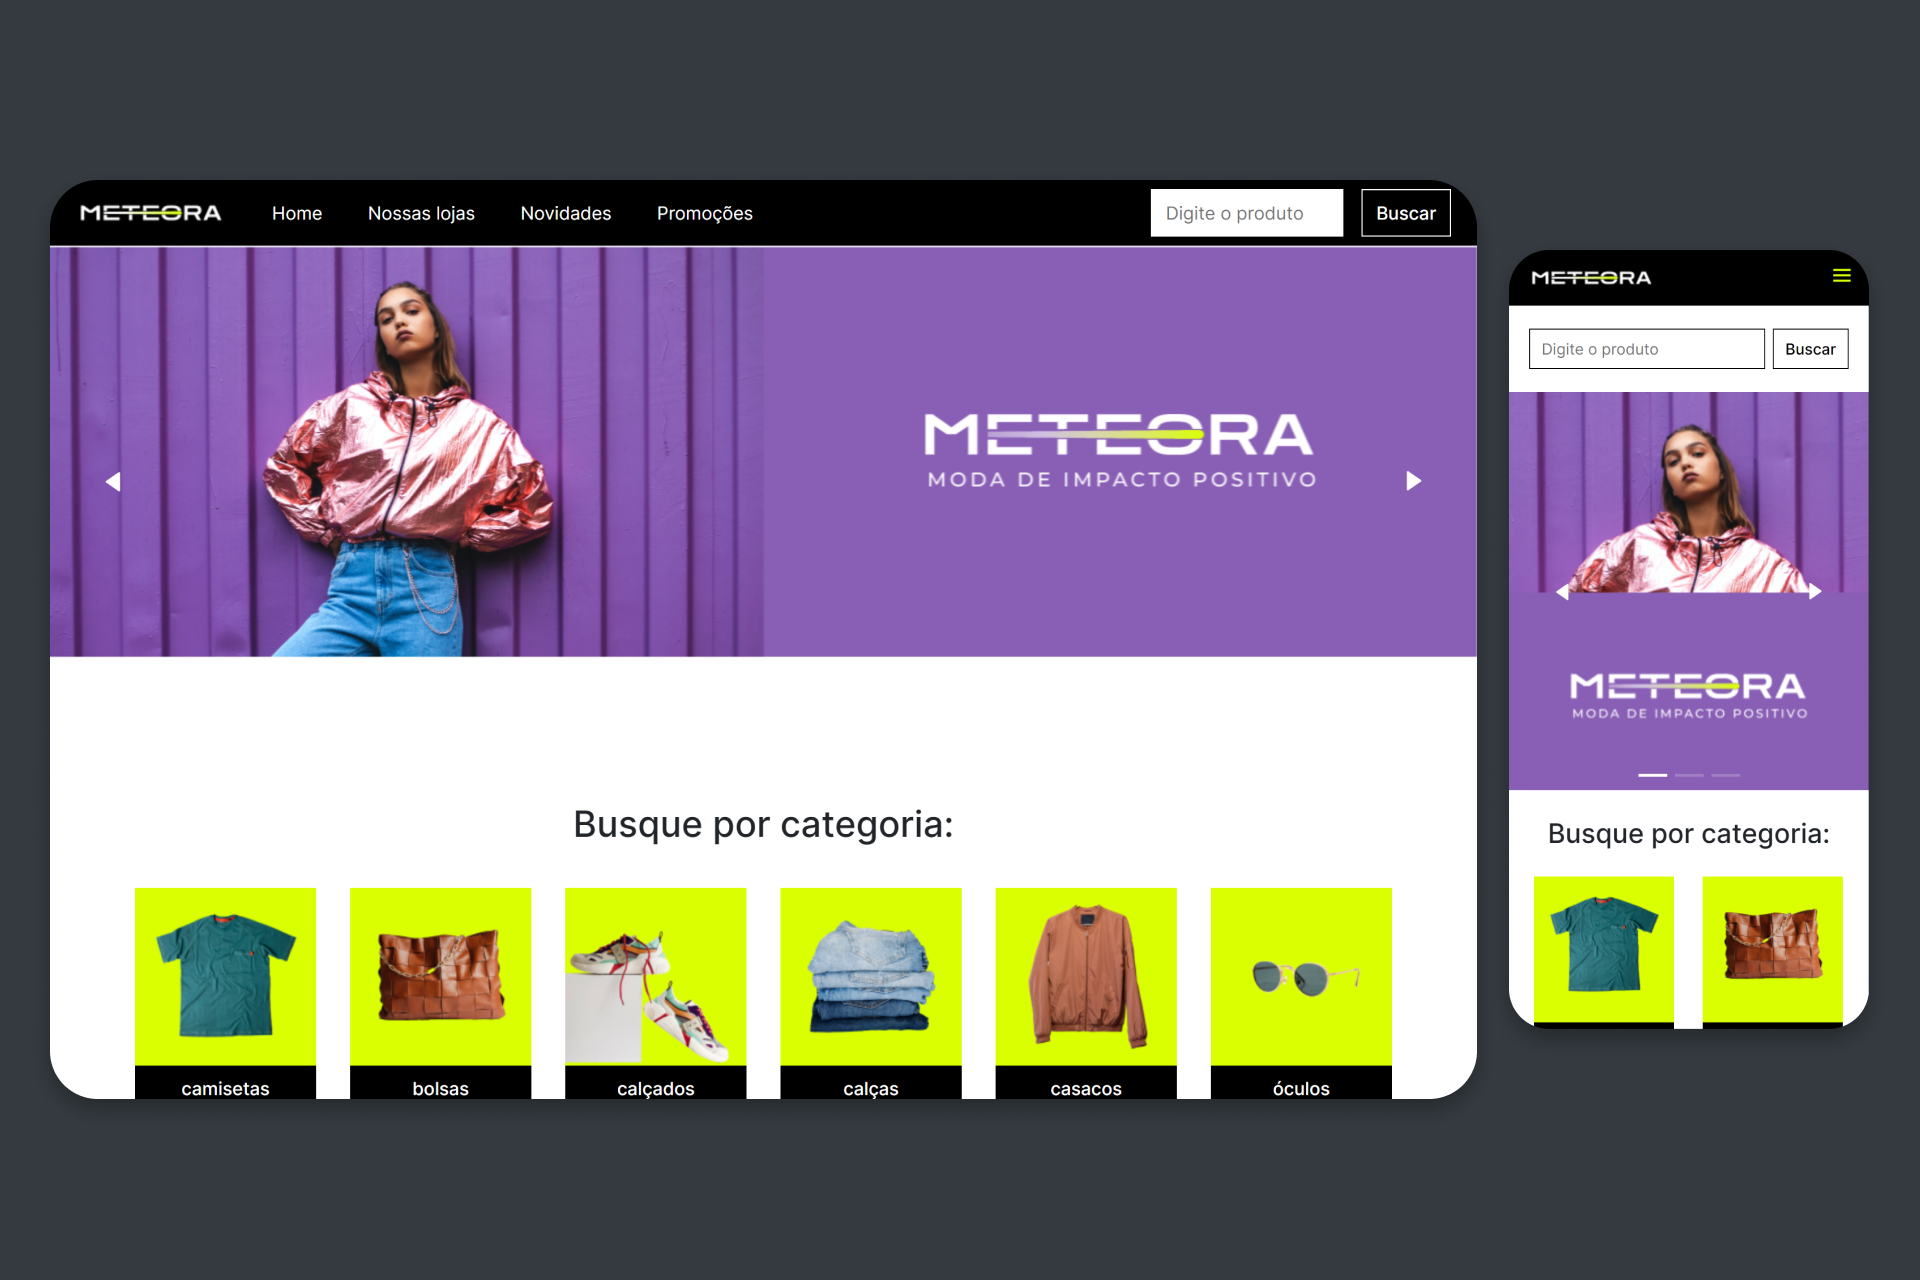 METEORA Home Nossas lojas Novidades Promoções Digite o produto Buscar
METEORA
MODA DE IMPACTO POSITIVO
Busque por categoria:
camisetas bolsas calçados calças casacos óculos
METEORA
Digite o produto Buscar
METEORA
MODA DE IMPACTO POSITIVO
Busque por categoria: